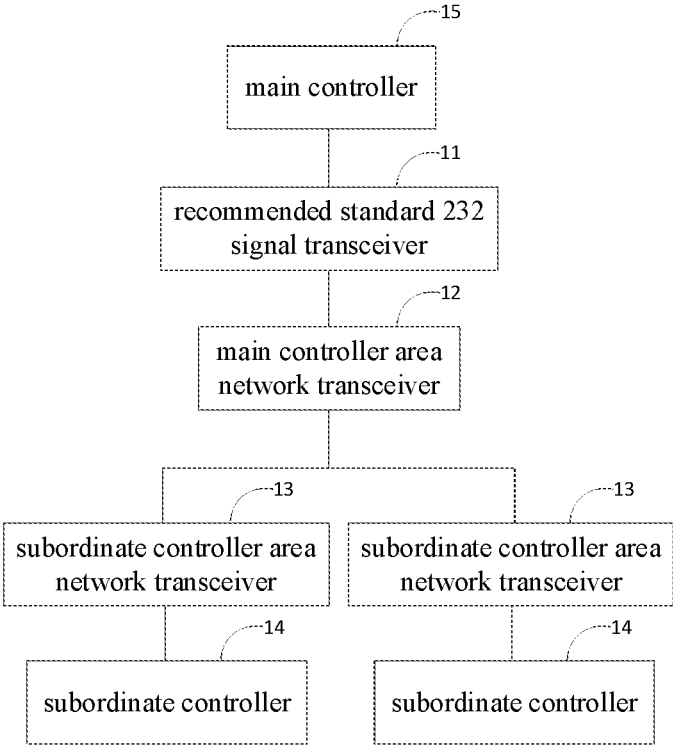 15
main controller
11
recommended standard 232
signal transceiver
12
main controller area
network transceiver
13
13
subordinate controller area
network transceiver
subordinate controller area
network transceiver
14
14
subordinate controller
subordinate controller